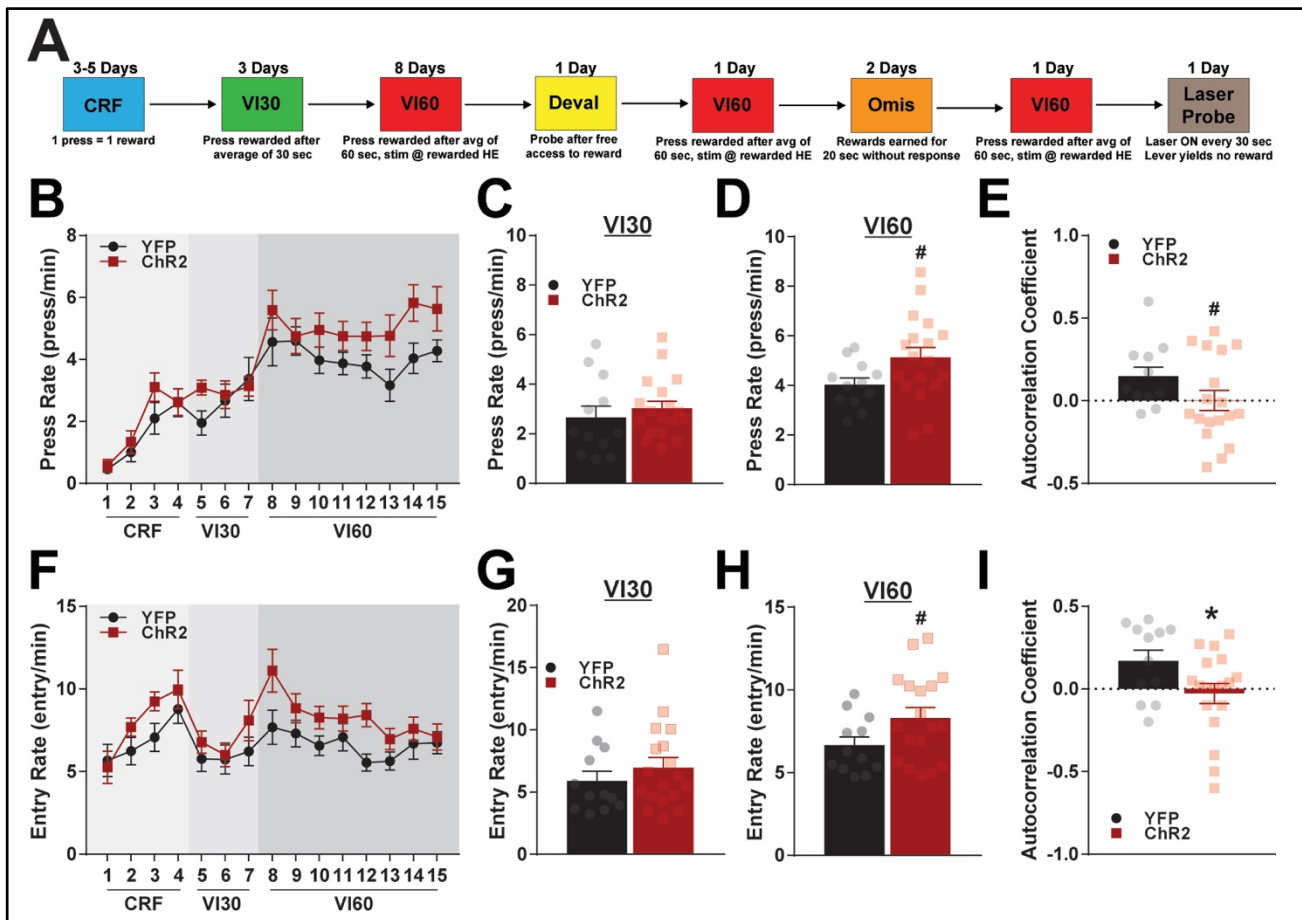 A
3-5 Days
3 Days
8 Days
1 Day
1 Day
2 Days
1 Day
1 Day
CRF
VI30
VI60
Deval
VI60
Omis
VI60
Laser
Probe
1 press = 1 reward
Press rewarded after
average of 30 sec
Press rewarded after avg of
60 sec, stim @ rewarded HE
Probe after free
access to reward
Press rewarded after avg of
60 sec, stim @ rewarded HE
Rewards earned for
20 sec without response
Press rewarded after avg of
60 sec, stim @ rewarded HE
Laser ON every 30 sec
Lever yields no reward
B
Press Rate (press/min)
8
6
4
2
0
YFP
ChR2
1 2 3 4 5 6 7 8 9 10 11 12 13 14 15
CRF VI30 VI60
C
VI30
Press Rate (press/min)
10
8
6
4
2
0
YFP
ChR2
D
VI60
Press Rate (press/min)
10
8
6
4
2
0
#
E
Autocorrelation Coefficient
1.0
0.5
0.0
-0.5
YFP
ChR2
#
F
Entry Rate (entry/min)
15
10
5
0
YFP
ChR2
1 2 3 4 5 6 7 8 9 10 11 12 13 14 15
CRF VI30 VI60
G
VI30
Entry Rate (entry/min)
20
15
10
5
0
YFP
ChR2
H
VI60
Entry Rate (entry/min)
15
10
5
0
#
I
Autocorrelation Coefficient
0.5
0.0
-0.5
-1.0
*
YFP
ChR2